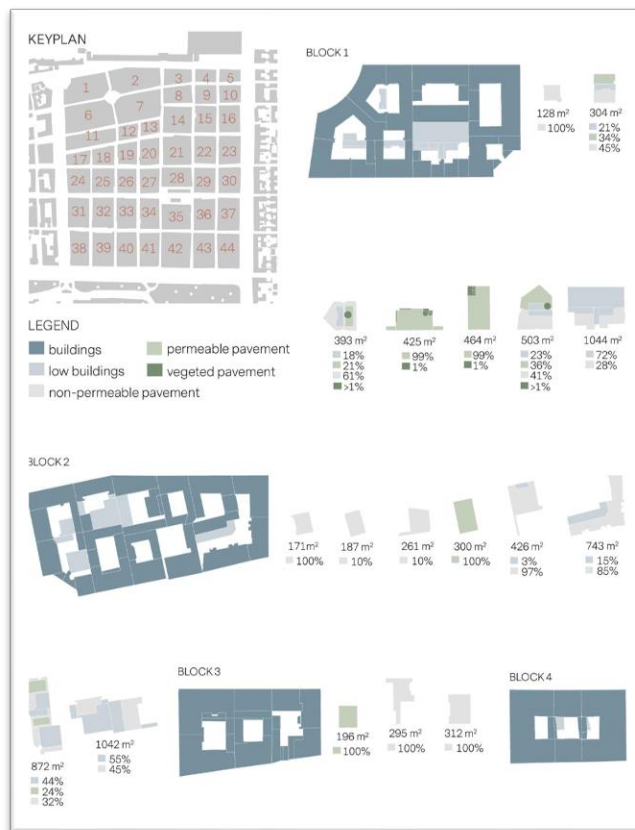 KEYPLAN
1 2 3 4 5
6 7 8 9 10
11 12 13 14 15 16
17 18 19 20 21 22 23
24 25 26 27 28 29 30
31 32 33 34 35 36 37
38 39 40 41 42 43 44
LEGEND
buildings
low buildings
non-permeable pavement
permeable pavement
vegeted pavement
BLOCK 1
128 m²
100%
304 m²
21%
34%
45%
393 m²
18%
21%
61%
>1%
425 m²
99%
1%
464 m²
99%
1%
503 m²
23%
36%
41%
>1%
1044 m²
72%
28%
BLOCK 2
171 m²
100%
187 m²
10%
261 m²
10%
300 m²
100%
426 m²
3%
97%
743 m²
15%
85%
872 m²
44%
24%
32%
1042 m²
55%
45%
BLOCK 3
196 m²
100%
295 m²
100%
312 m²
100%
BLOCK 4